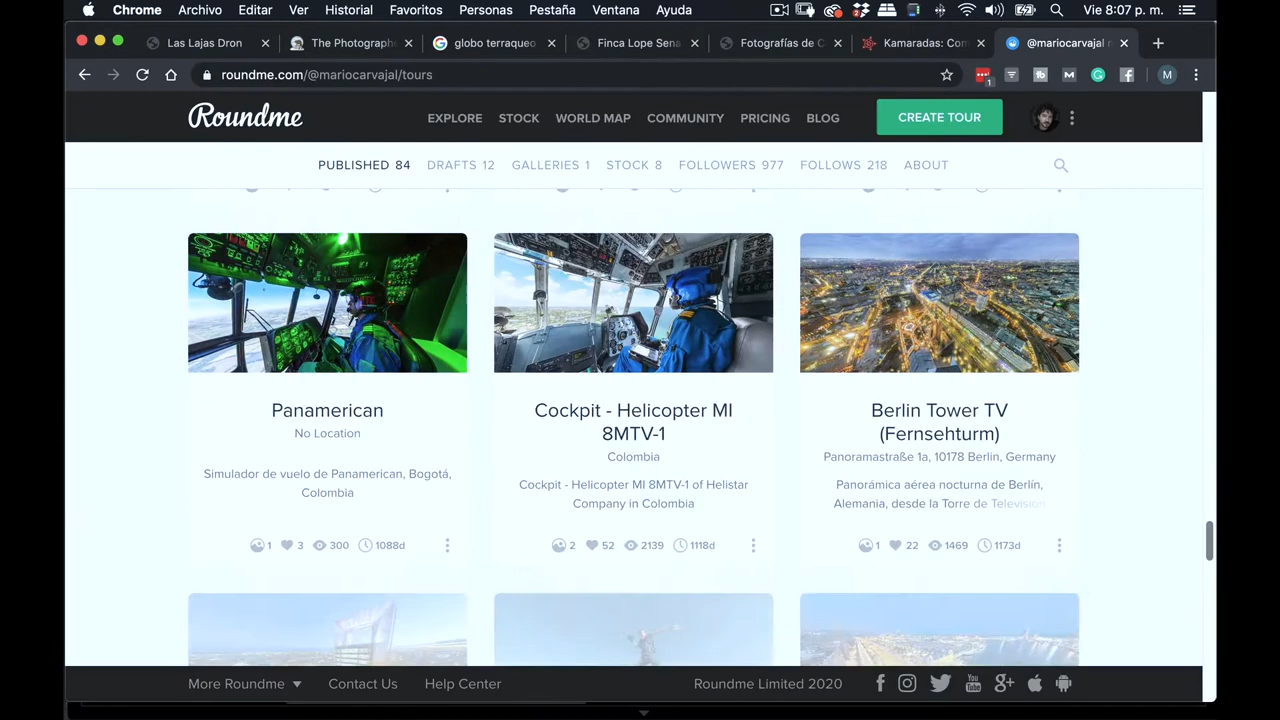 Chrome Archivo Editar Ver Historial Favoritos Personas Pestaña Ventana Ayuda Vie 8:07 p. m.
Las Lajas Dron The Photograph globo terraqueo Finca Lope Sena Fotografías de C Kamaradas: Com @mariocarvajal
roundme.com/@mariocarvajal/tours
1
M
Roundme EXPLORE STOCK WORLD MAP COMMUNITY PRICING BLOG CREATE TOUR
PUBLISHED 84 DRAFTS 12 GALLERIES 1 STOCK 8 FOLLOWERS 977 FOLLOWS 218 ABOUT
Panamerican
No Location
Simulador de vuelo de Panamerican, Bogotá,
Colombia
1 3 300 1088d
Cockpit - Helicopter MI
8MTV-1
Colombia
Cockpit - Helicopter MI 8MTV-1 of Helistar
Company in Colombia
2 52 2139 1118d
Berlin Tower TV
(Fernsehturm)
Panoramastraße 1a, 10178 Berlin, Germany
Panorámica aérea nocturna de Berlín,
Alemania, desde la Torre de Television
1 22 1469 1173d
More Roundme Contact Us Help Center Roundme Limited 2020